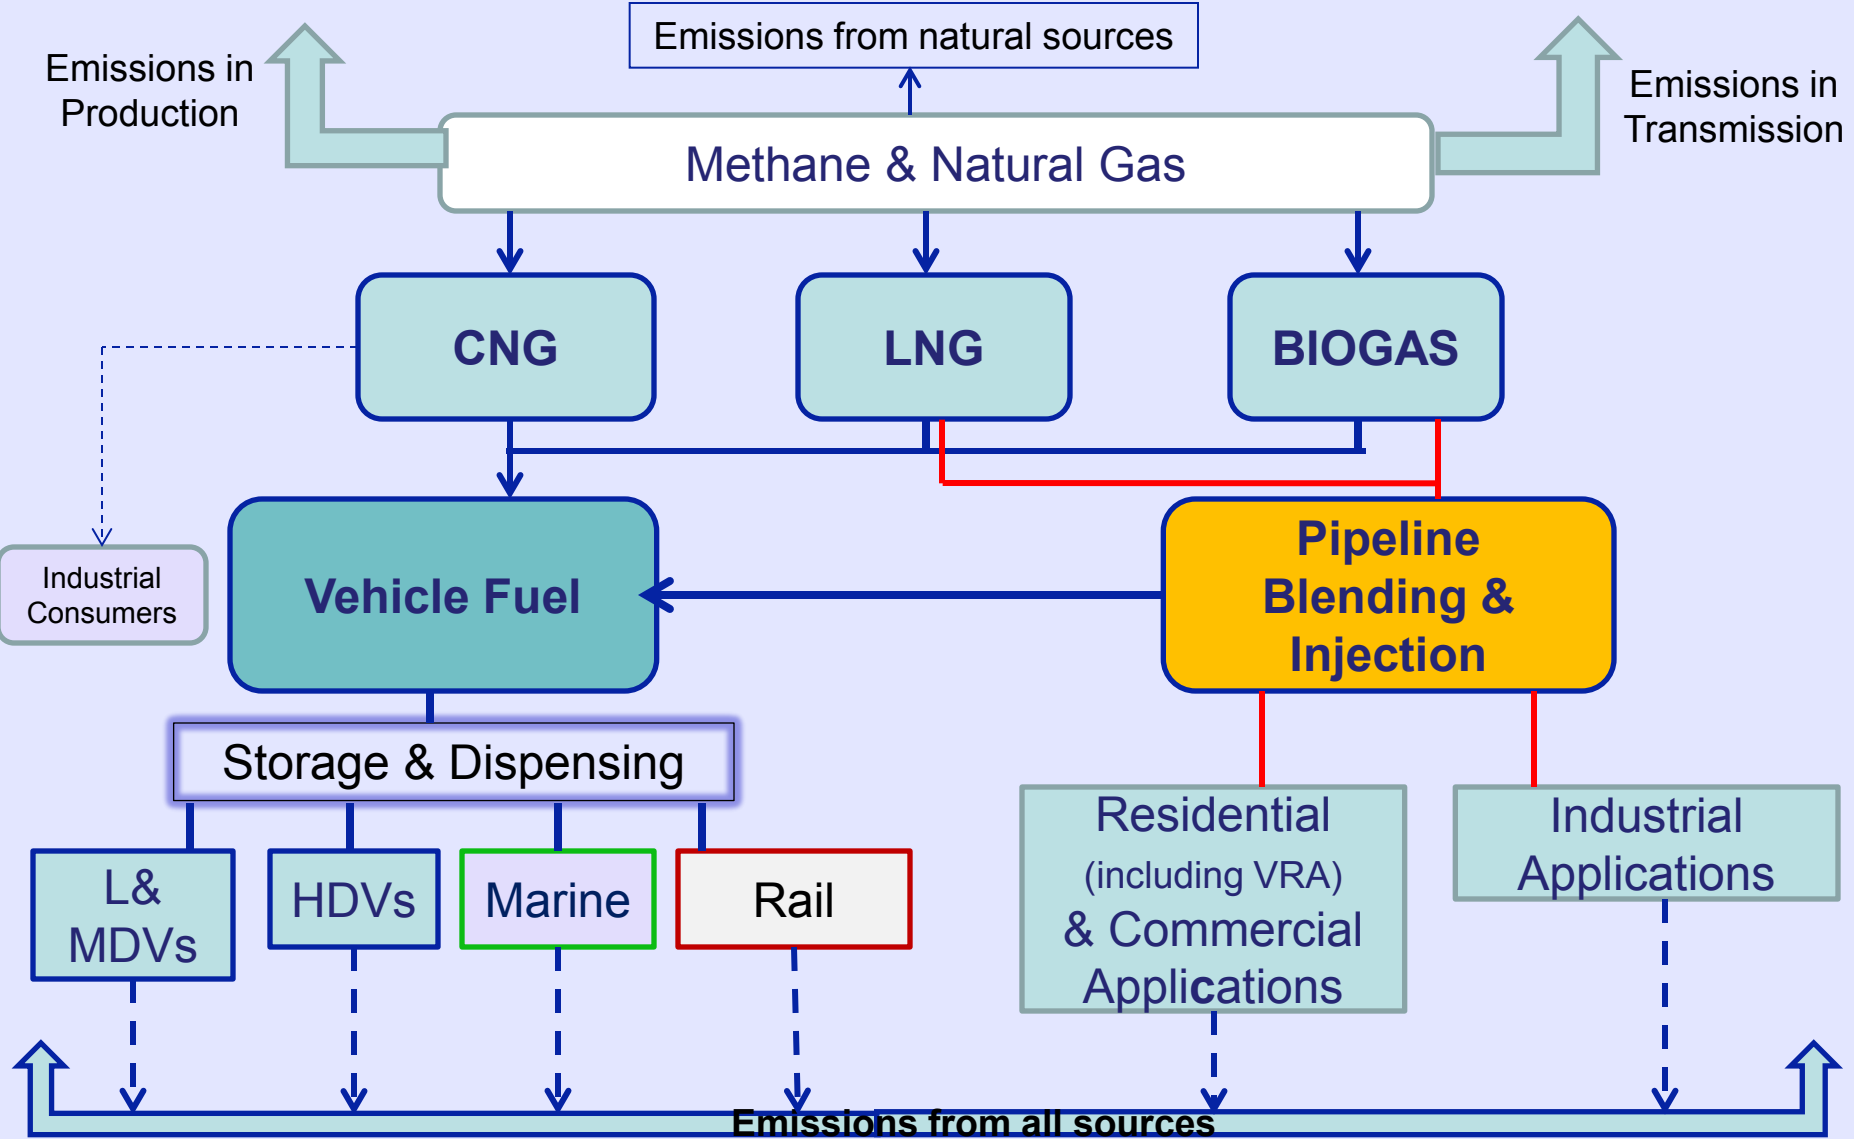 Emissions from natural sources
Emissions in
Production
Emissions in
Transmission
Methane & Natural Gas
CNG
LNG
BIOGAS
Industrial
Consumers
Vehicle Fuel
Pipeline
Blending &
Injection
Storage & Dispensing
L&
MDVs
HDVs
Marine
Rail
Residential
(including VRA)
& Commercial
Applications
Industrial
Applications
Emissions from all sources